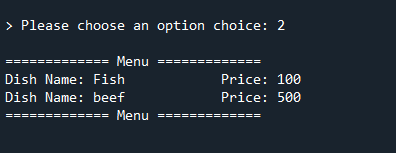 > Please choose an option choice: 2
============= Menu =============
Dish Name: Fish            Price: 100
Dish Name: beef            Price: 500
============= Menu =============